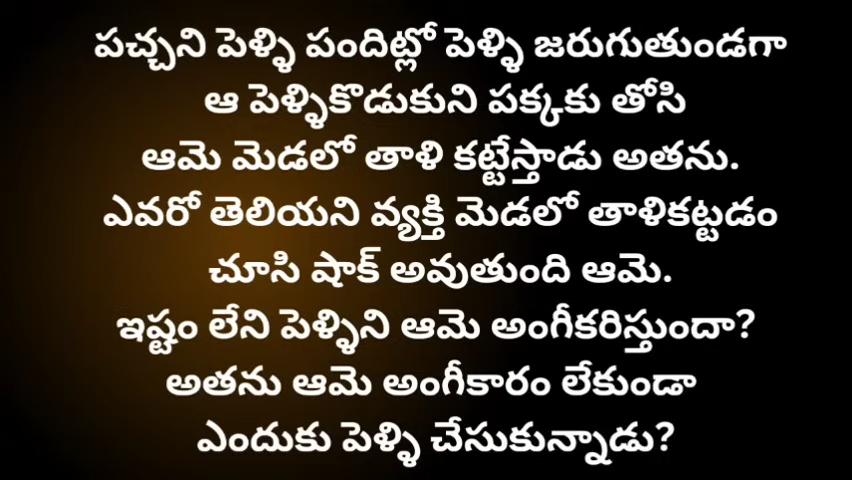 పచ్చని పెళ్ళి పందిట్లో పెళ్ళి జరుగుతుండగా
ఆ పెళ్ళికొడుకుని పక్కకు తోసి
ఆమె మెడలో తాళి కట్టేస్తాడు అతను.
ఎవరో తెలియని వ్యక్తి మెడలో తాళికట్టడం
చూసి షాక్ అవుతుంది ఆమె.
ఇష్టం లేని పెళ్ళిని ఆమె అంగీకరిస్తుందా?
అతను ఆమె అంగీకారం లేకుండా
ఎందుకు పెళ్ళి చేసుకున్నాడు?